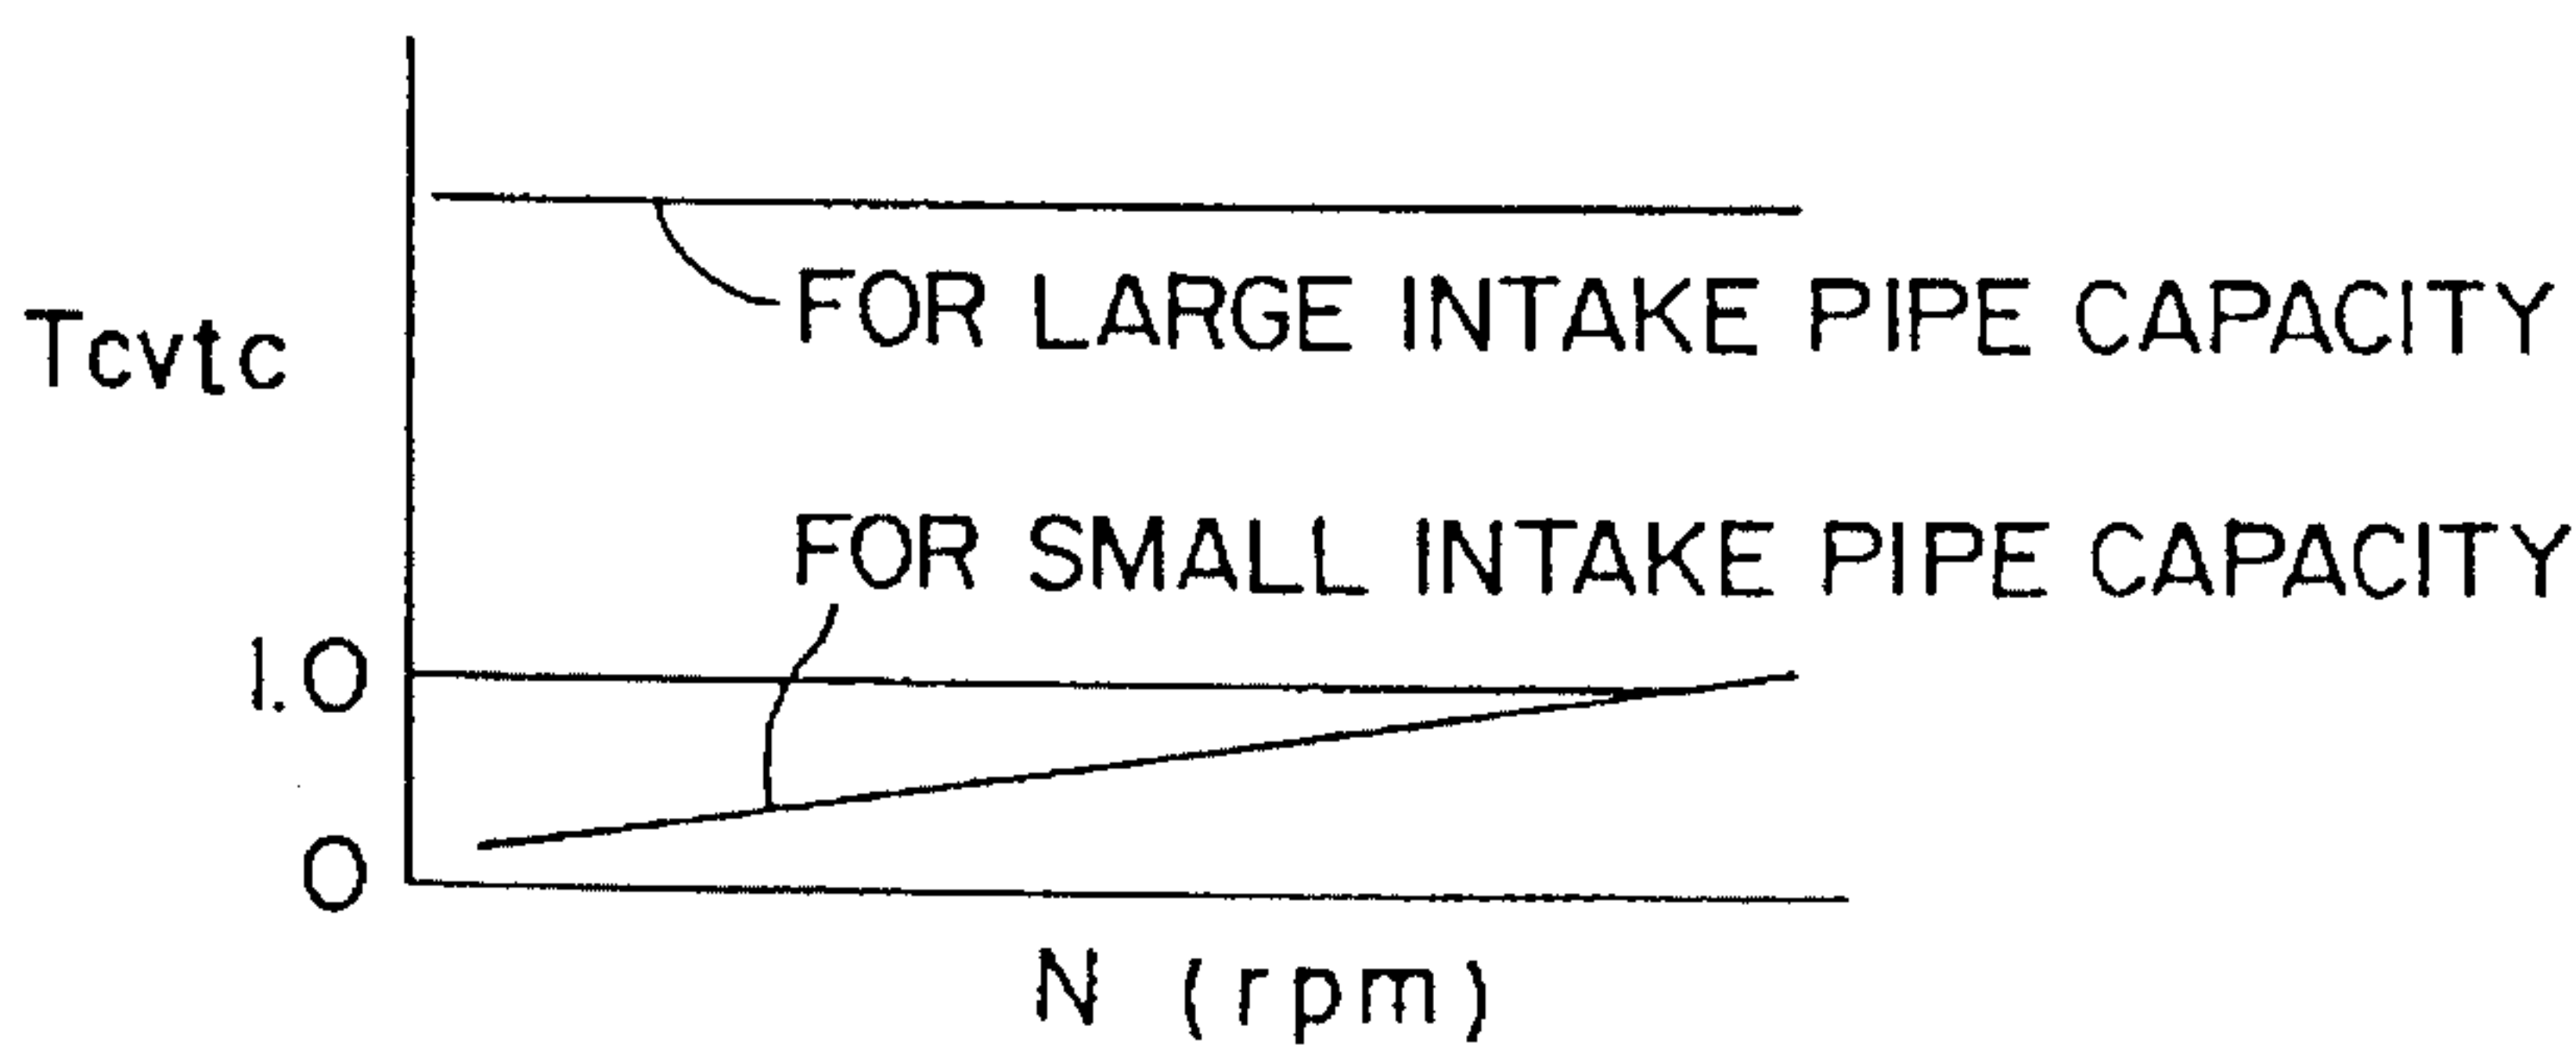 FOR LARGE INTAKE PIPE CAPACITY
Tcvtc
FOR SMALL INTAKE PIPE CAPACITY
1.0
0
N (rpm)